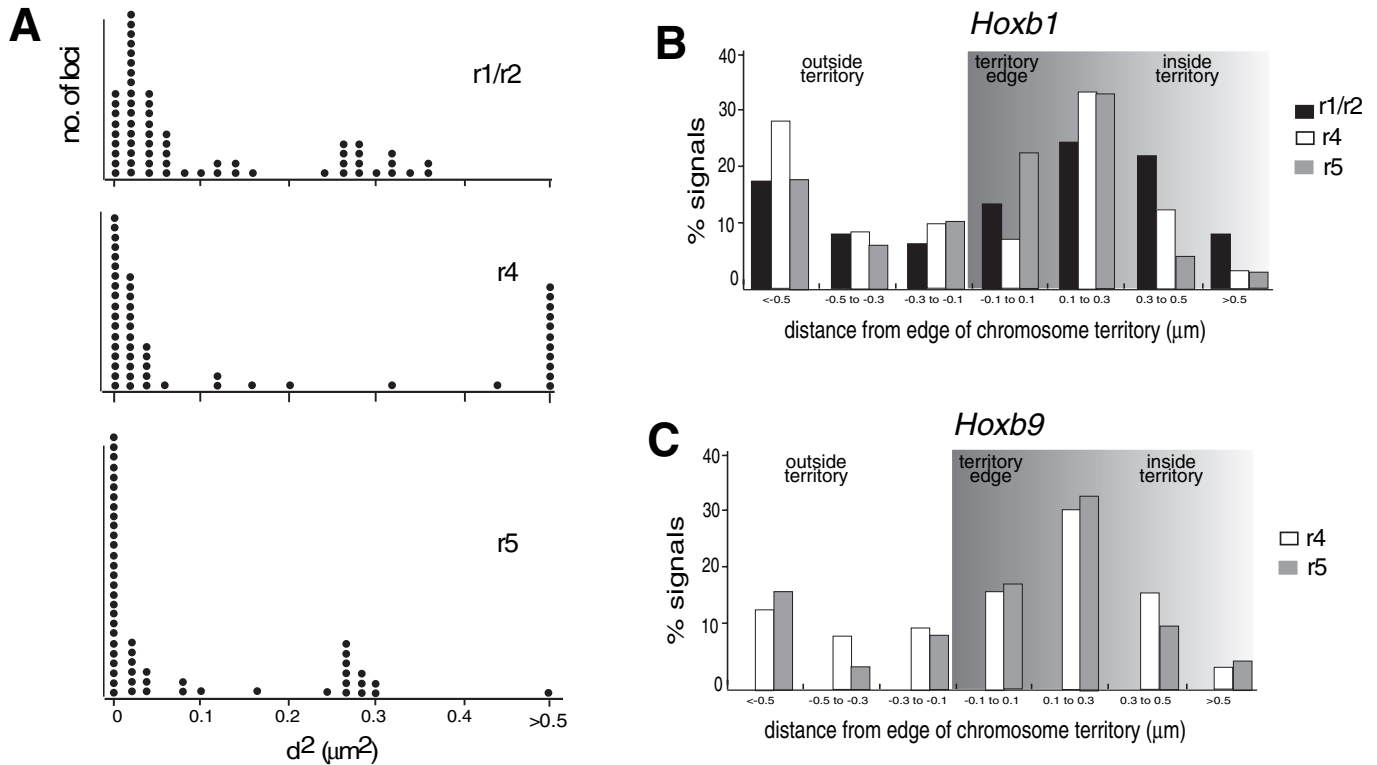 A
no. of loci
r1/r2
r4
r5
0 0.1 0.2 0.3 0.4 >0.5
d² (µm²)
B
Hoxb1
40
30
20
10
0
% signals
outside
territory
territory
edge
inside
territory
r1/r2
r4
r5
<-0.5 -0.5 to -0.3 -0.3 to -0.1 -0.1 to 0.1 0.1 to 0.3 0.3 to 0.5 >0.5
distance from edge of chromosome territory (µm)
C
Hoxb9
40
30
20
10
0
% signals
outside
territory
territory
edge
inside
territory
r4
r5
<-0.5 -0.5 to -0.3 -0.3 to -0.1 -0.1 to 0.1 0.1 to 0.3 0.3 to 0.5 >0.5
distance from edge of chromosome territory (µm)